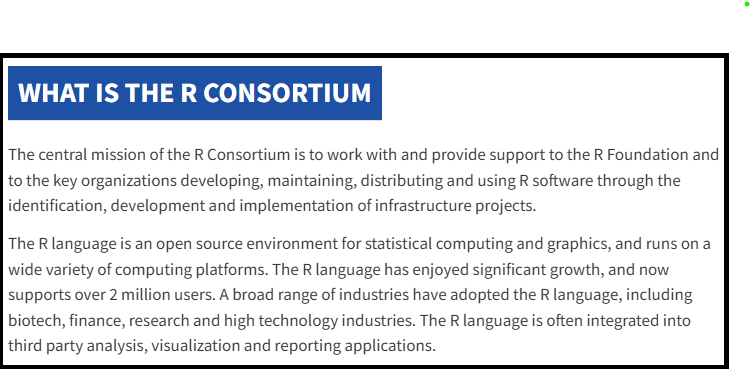 WHAT IS THE R CONSORTIUM
The central mission of the R Consortium is to work with and provide support to the R Foundation and
to the key organizations developing, maintaining, distributing and using R software through the
identification, development and implementation of infrastructure projects.
The R language is an open source environment for statistical computing and graphics, and runs on a
wide variety of computing platforms. The R language has enjoyed significant growth, and now
supports over 2 million users. A broad range of industries have adopted the R language, including
biotech, finance, research and high technology industries. The R language is often integrated into
third party analysis, visualization and reporting applications.